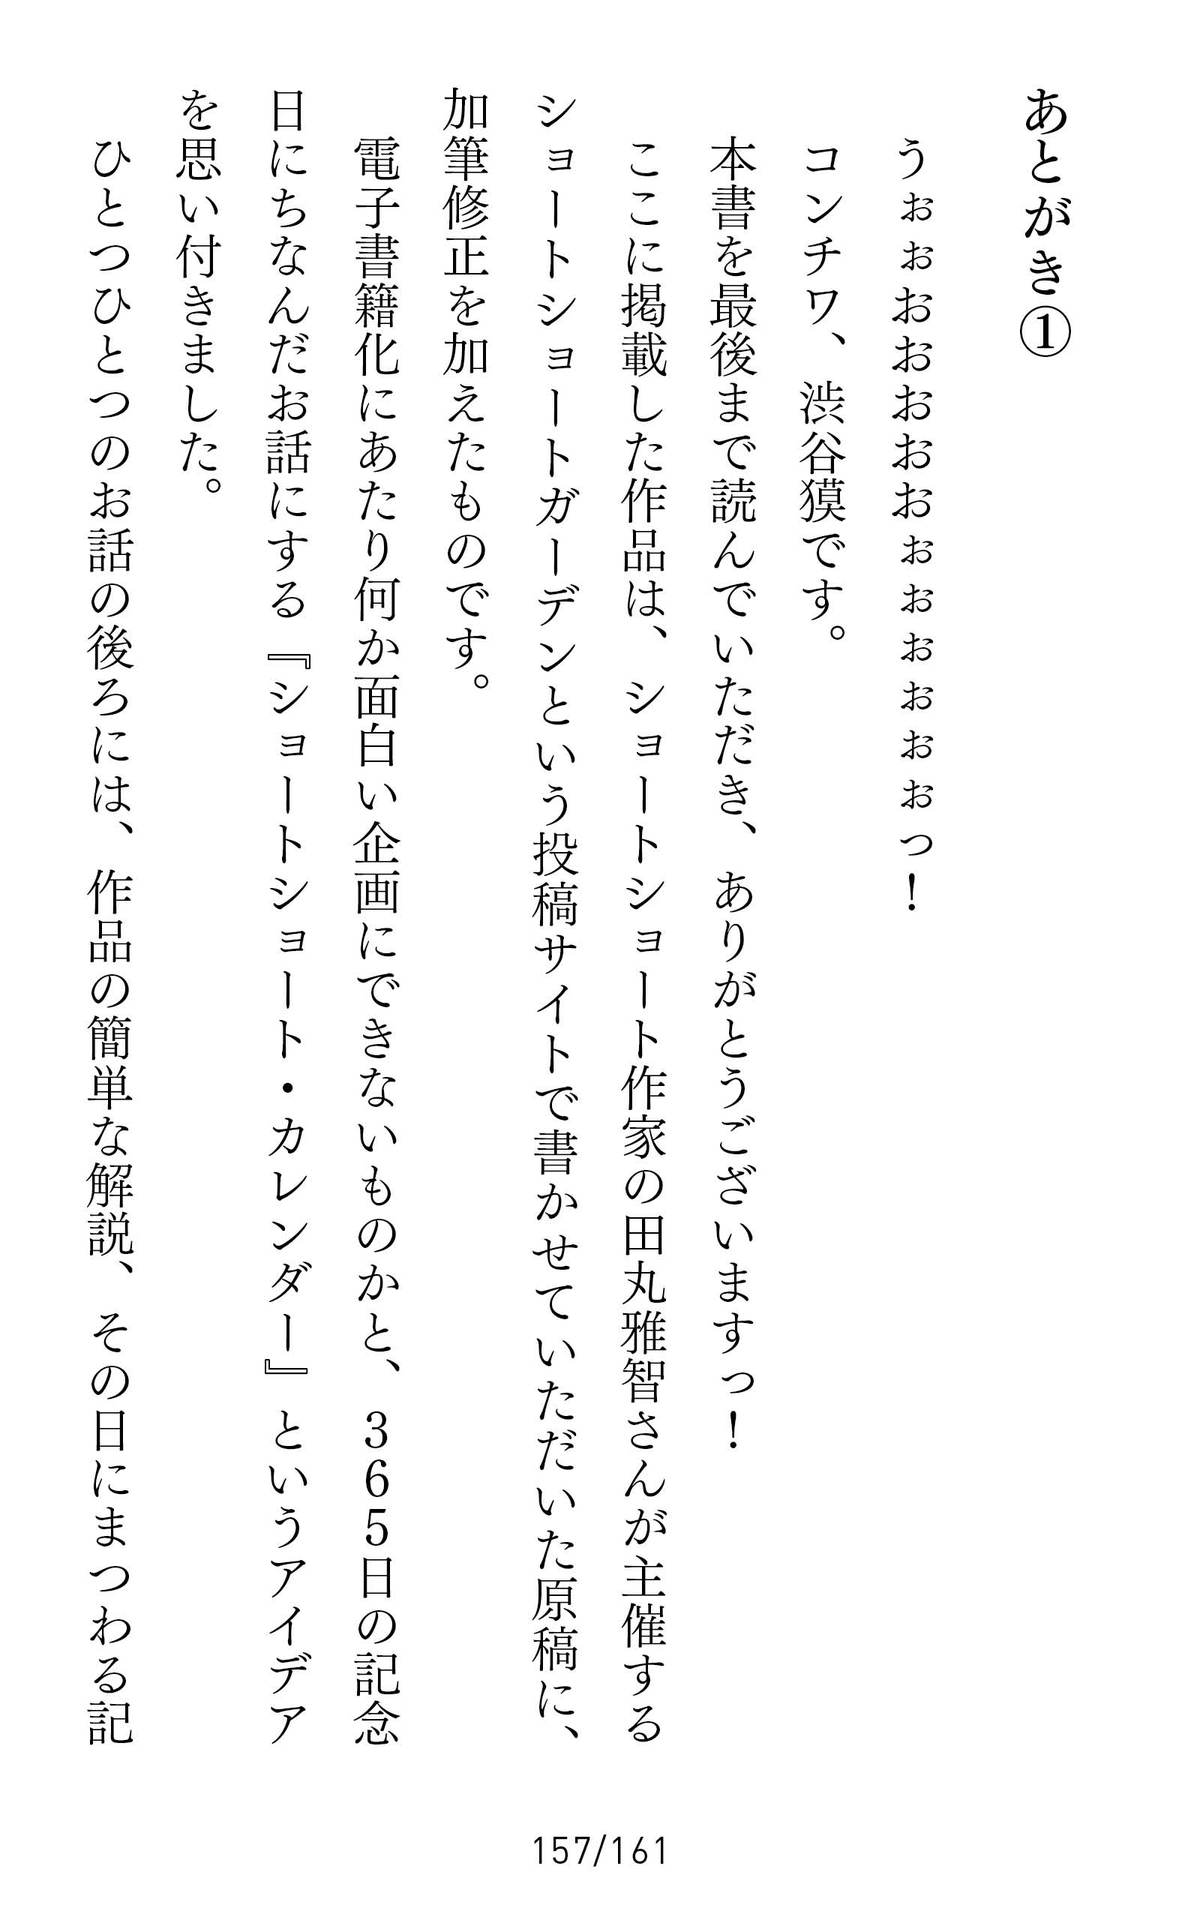 あとがき①
うぉぉおおおおおぉぉぉぉぉぉっ！
コンチワ、渋谷獏です。
本書を最後まで読んでいただき、ありがとうございますっ！
ここに掲載した作品は、ショートショート作家の田丸雅智さんが主催する
ショートショートガーデンという投稿サイトで書かせていただいた原稿に、
加筆修正を加えたものです。
電子書籍化にあたり何か面白い企画にできないものかと、３６５日の記念
日にちなんだお話にする『ショートショート・カレンダー』というアイデア
を思い付きました。
ひとつひとつのお話の後ろには、作品の簡単な解説、その日にまつわる記
157/161